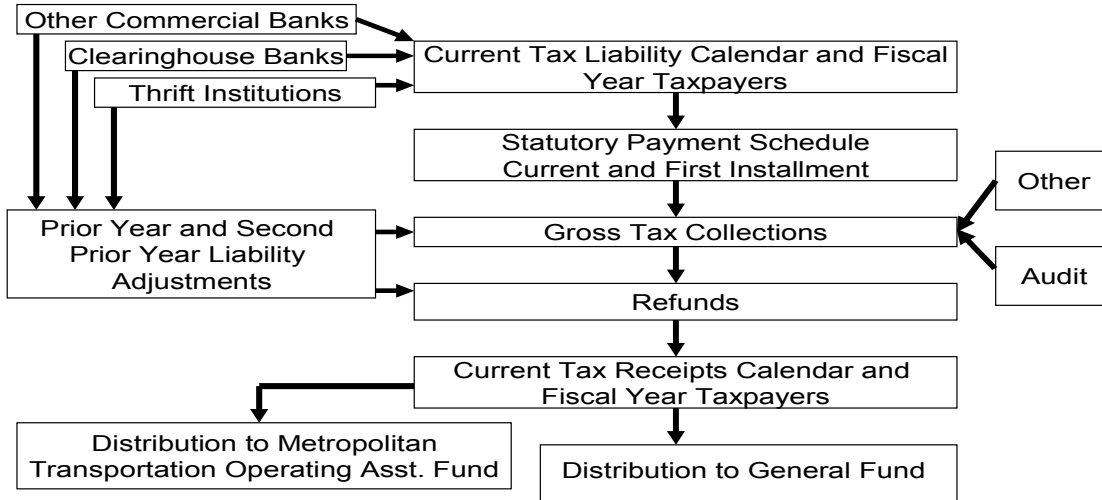 Other Commercial Banks
Clearinghouse Banks
Thrift Institutions
Current Tax Liability Calendar and Fiscal
Year Taxpayers
Statutory Payment Schedule
Current and First Installment
Other
Prior Year and Second
Prior Year Liability
Adjustments
Gross Tax Collections
Audit
Refunds
Current Tax Receipts Calendar and
Fiscal Year Taxpayers
Distribution to Metropolitan
Transportation Operating Asst. Fund
Distribution to General Fund